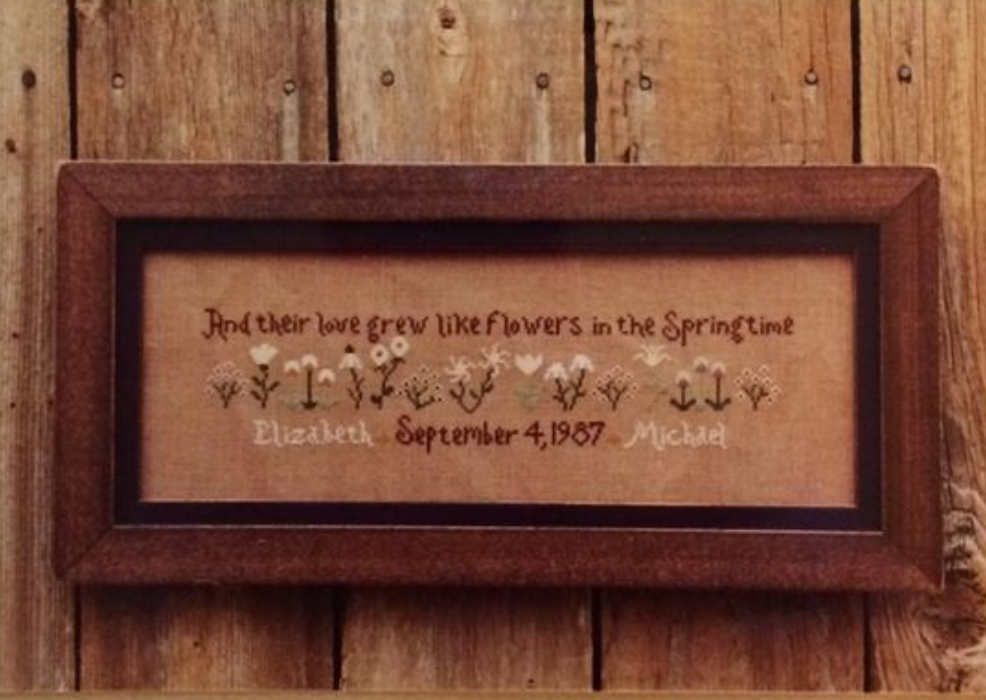 And their love grew like flowers in the Springtime
Elizabeth September 4, 1987 Michael